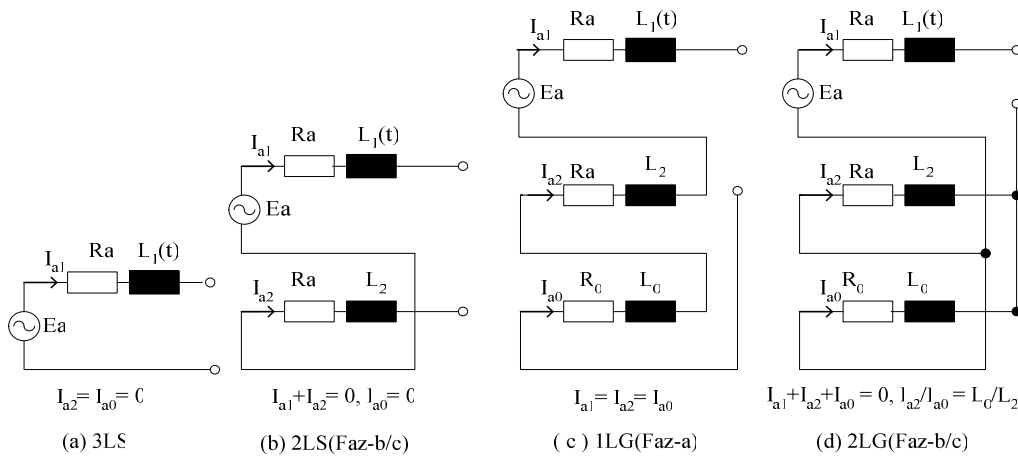 (a) 3LS
Ra
L1(t)
Ia1
Ea
Ia2= Ia0= 0
(b) 2LS(Faz-b/c)
Ra
L1(t)
Ia1
Ea
Ia2
Ra
L2
Ia1+Ia2= 0, Ia0= 0
( c ) 1LG(Faz-a)
Ra
L1(t)
Ia1
Ea
Ia2
Ra
L2
Ia0
R0
L0
Ia1= Ia2= Ia0
(d) 2LG(Faz-b/c)
Ra
L1(t)
Ia1
Ea
Ia2
Ra
L2
Ia0
R0
L0
Ia1+Ia2+Ia0 = 0, Ia2/Ia0 = L0/L2